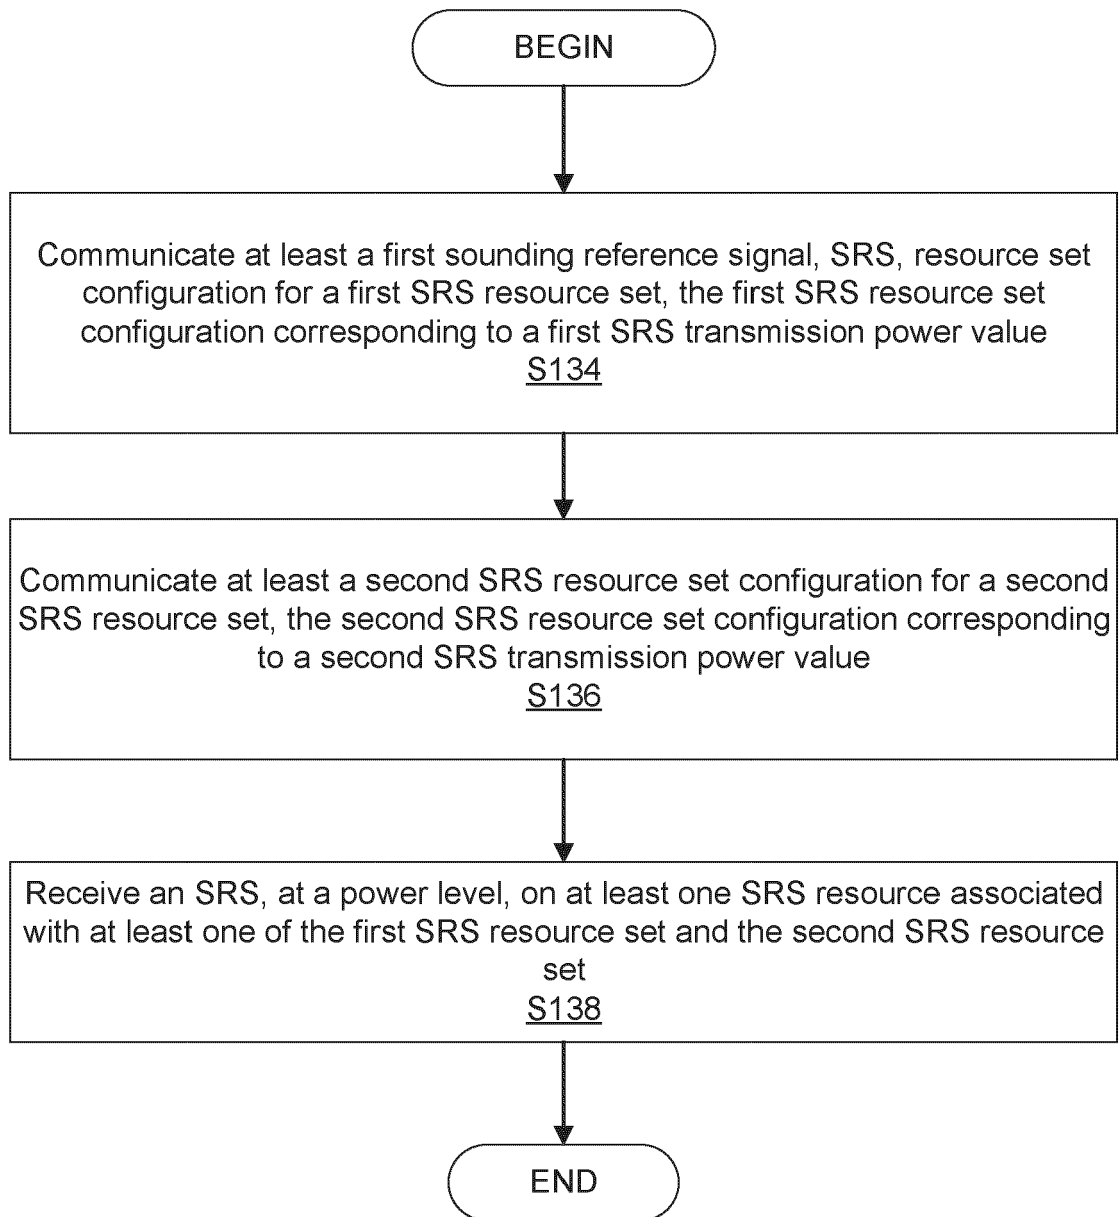 BEGIN
Communicate at least a first sounding reference signal, SRS, resource set
configuration for a first SRS resource set, the first SRS resource set
configuration corresponding to a first SRS transmission power value
S134
Communicate at least a second SRS resource set configuration for a second
SRS resource set, the second SRS resource set configuration corresponding
to a second SRS transmission power value
S136
Receive an SRS, at a power level, on at least one SRS resource associated
with at least one of the first SRS resource set and the second SRS resource
set
S138
END